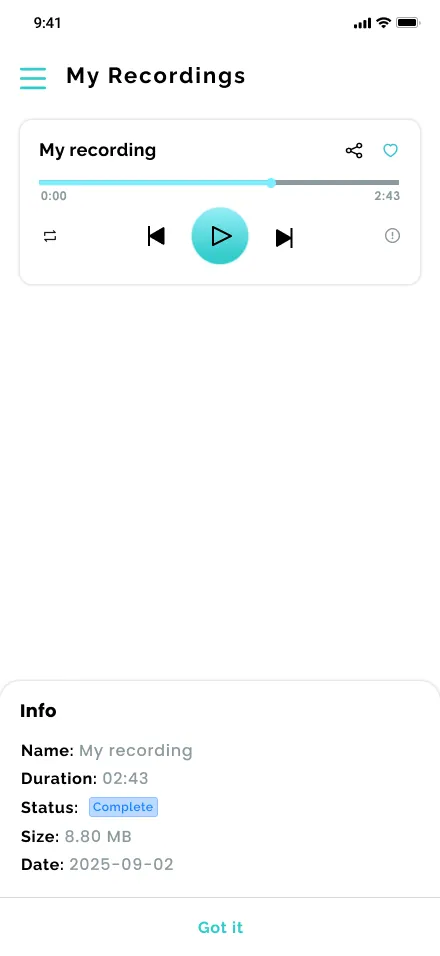 9:41
My Recordings
My recording
0:00 2:43
Info
Name: My recording
Duration: 02:43
Status: Complete
Size: 8.80 MB
Date: 2025-09-02
Got it